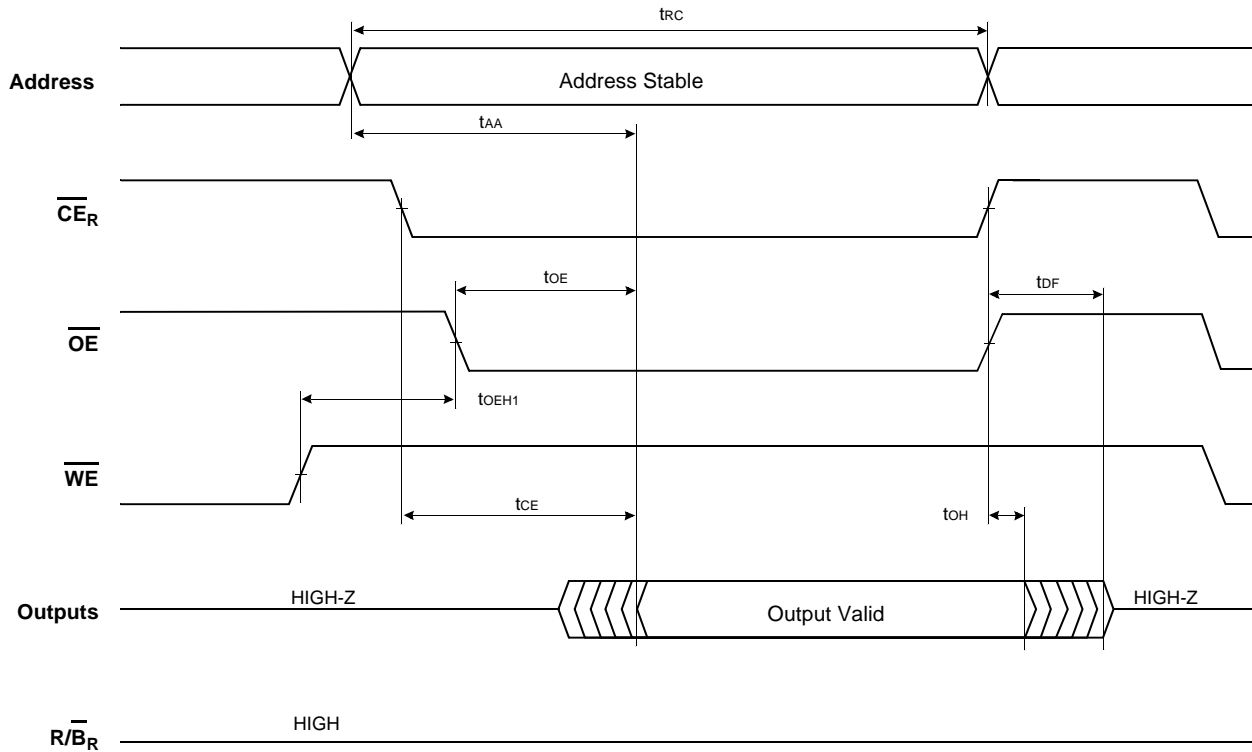 tRC
Address
Address Stable
tAA
CER
tOE
tDF
OE
tOEH1
WE
tCE
tOH
Outputs
HIGH-Z
Output Valid
HIGH-Z
HIGH
R/BR